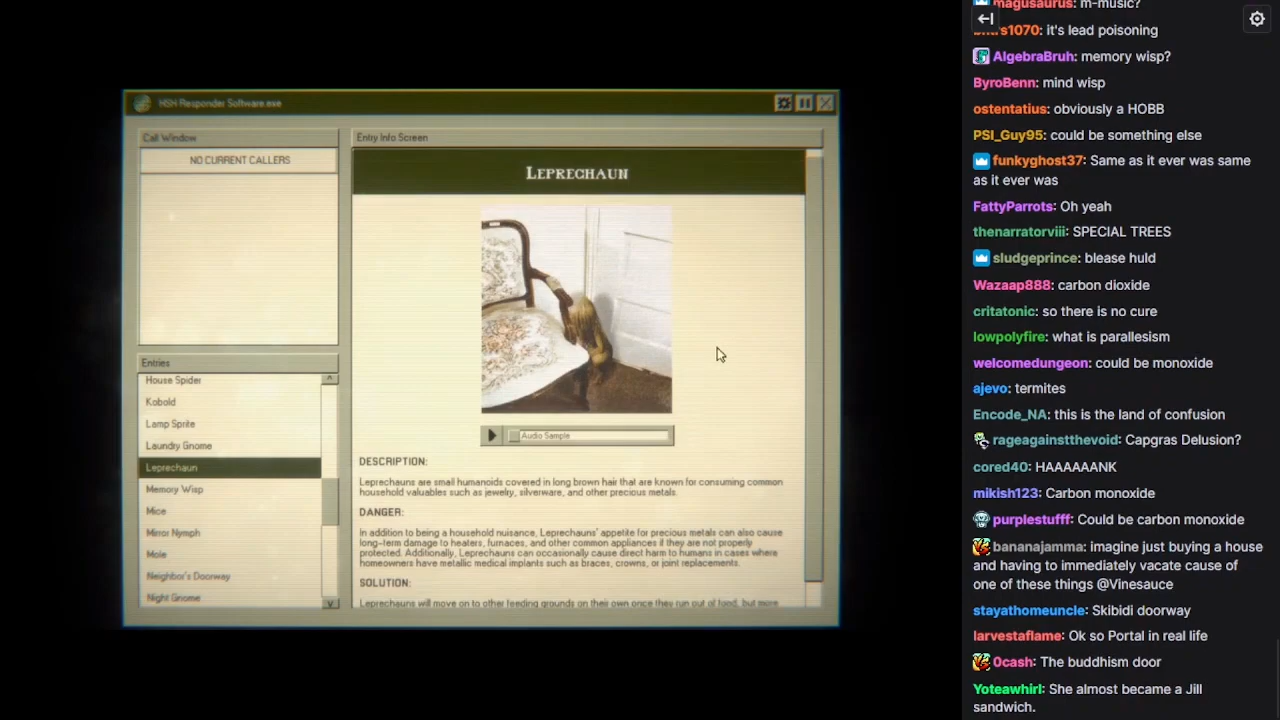 HSH Responder Software.exe
Call Window
NO CURRENT CALLERS
Entries
House Spider
Kobold
Lamp Sprite
Laundry Gnome
Leprechaun
Memory Wisp
Mice
Mirror Nymph
Mole
Neighbor's Doorway
Night Gnome
Entry Info Screen
LEPRECHAUN
Audio Sample
DESCRIPTION:
Leprechauns are small humanoids covered in long brown hair that are known for consuming common
household valuables such as jewelry, silverware, and other precious metals.
DANGER:
In addition to being a household nuisance, Leprechauns' appetite for precious metals can also cause
long-term damage to heaters, furnaces, and other common appliances if they are not properly
protected. Additionally, Leprechauns can occasionally cause direct harm to humans in cases where
homeowners have metallic medical implants such as braces, crowns, or joint replacements.
SOLUTION:
Leprechauns will move on to other feeding grounds on their own once they run out of food, but more
magusaurus: m-music?
it's lead poisoning
AlgebraBruh: memory wisp?
ByroBenn: mind wisp
ostentatius: obviously a HOBB
PSI_Guy95: could be something else
funkyghost37: Same as it ever was same
as it ever was
FattyParrots: Oh yeah
thenarratorviii: SPECIAL TREES
sludgeprince: blease huld
Wazaap888: carbon dioxide
critatonic: so there is no cure
lowpolyfire: what is parallesism
welcomedungeon: could be monoxide
ajevo: termites
Encode_NA: this is the land of confusion
rageagainstthevoid: Capgras Delusion?
cored40: HAAAAAANK
mikish123: Carbon monoxide
purplestufff: Could be carbon monoxide
bananajamma: imagine just buying a house
and having to immediately vacate cause of
one of these things @Vinesauce
stayathomeuncle: Skibidi doorway
larvestaflame: Ok so Portal in real life
0cash: The buddhism door
Yoteawhirl: She almost became a Jill
sandwich.